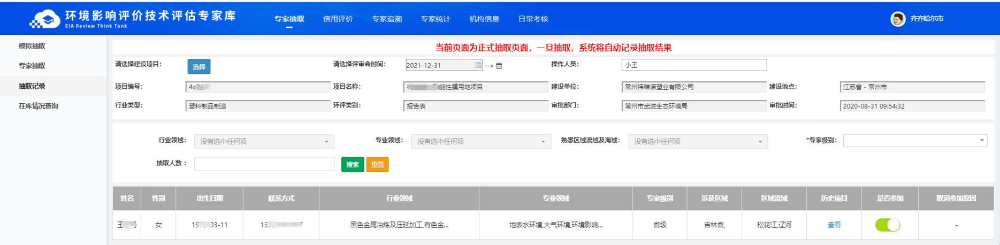 环境影响评价技术评估专家库
EIA Review Think Tank
专家抽取 信用评价 专家追溯 专家统计 机构信息 日常考核
齐齐哈尔市
模拟抽取
专家抽取
抽取记录
在库情况查询
当前页面为正式抽取页面，一旦抽取，系统将自动记录抽取结果
请选择建设项目： 选择 请选择评审会时间： 2021-12-31 --> 操作人员： 小王
项目编号： 项目名称： 能性膜用地项目 建设单位： 常州祎唯诺塑业有限公司 建设地点： 江苏省 - 常州市
行业类型： 塑料制品制造 环评类别： 报告表 审批部门： 常州市武进生态环境局 审批时间： 2020-08-31 09:54:32
行业领域： 没有选中任何项 专业领域： 没有选中任何项 熟悉区域流域及海域： 没有选中任何项 *专家级别：
抽取人数 ： 搜索 重置
姓名 性别 出生日期 联系方式 行业领域 专业领域 专家级别 涉及区域 区域流域 历史项目 是否参加 取消参加原因
王 女 19 03-11 13 黑色金属冶炼及压延加工,有色金... 地表水环境,大气环境,环境影响... 省级 吉林省, 松花江,辽河 查看 -